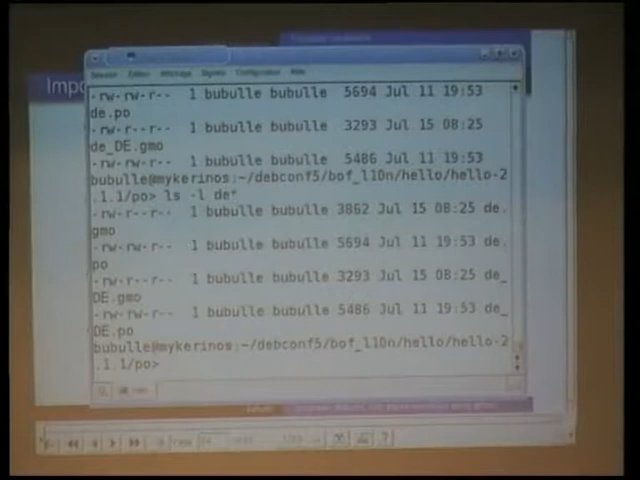 Impo
-rw-rw-r-- 1 bubulle bubulle 5694 Jul 11 19:53
de.po
-rw-r--r-- 1 bubulle bubulle 3293 Jul 15 08:25
de_DE.gmo
-rw-rw-r-- 1 bubulle bubulle 5486 Jul 11 19:53
bubulle@mykerinos:~/debconf5/bof_l10n/hello/hello-2
.1.1/po> ls -l de*
-rw-r--r-- 1 bubulle bubulle 3862 Jul 15 08:25 de.
gmo
-rw-rw-r-- 1 bubulle bubulle 5694 Jul 11 19:53 de.
po
-rw-r--r-- 1 bubulle bubulle 3293 Jul 15 08:25 de_
DE.gmo
-rw-rw-r-- 1 bubulle bubulle 5486 Jul 11 19:53 de_
DE.po
bubulle@mykerinos:~/debconf5/bof_l10n/hello/hello-2
.1.1/po>